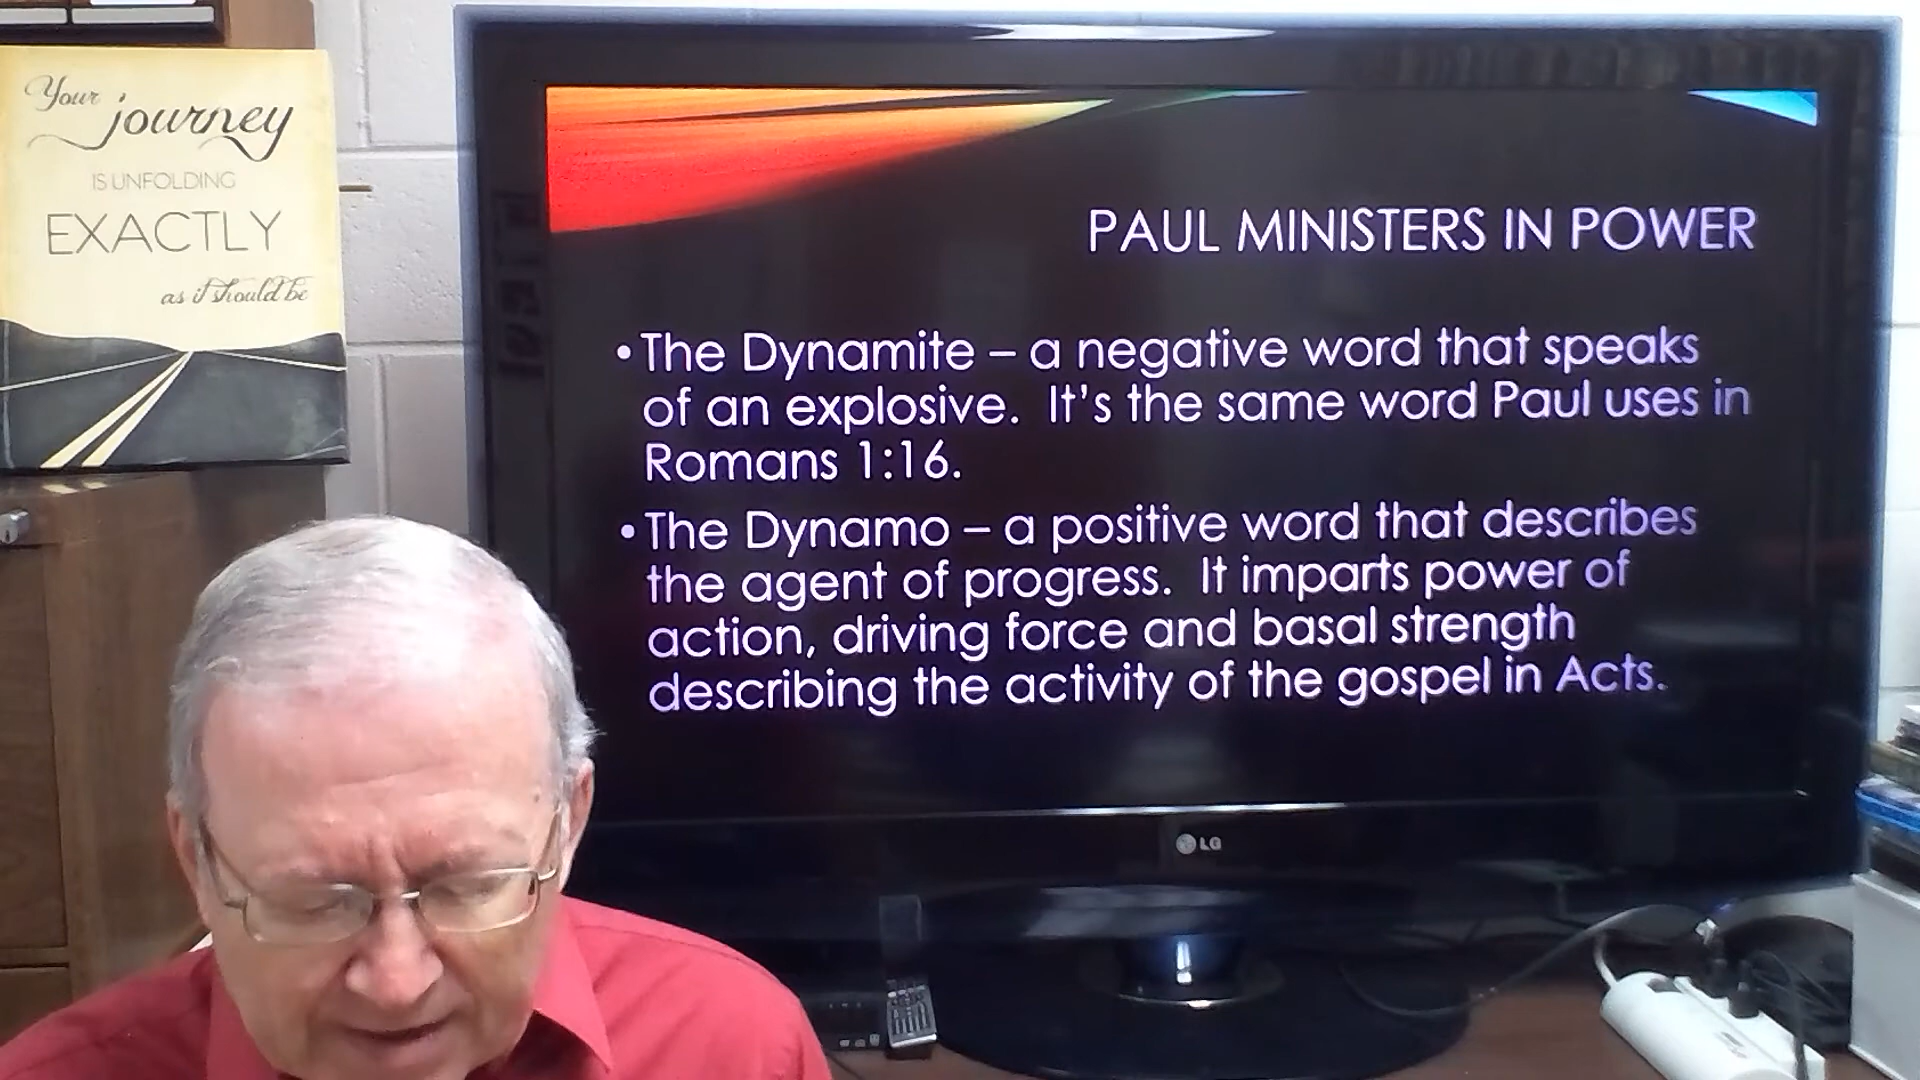 Your
journey
IS UNFOLDING
EXACTLY
as it should be
PAUL MINISTERS IN POWER
• The Dynamite – a negative word that speaks
of an explosive.  It's the same word Paul uses in
Romans 1:16.
• The Dynamo – a positive word that describes
the agent of progress.  It imparts power of
action, driving force and basal strength
describing the activity of the gospel in Acts.
LG